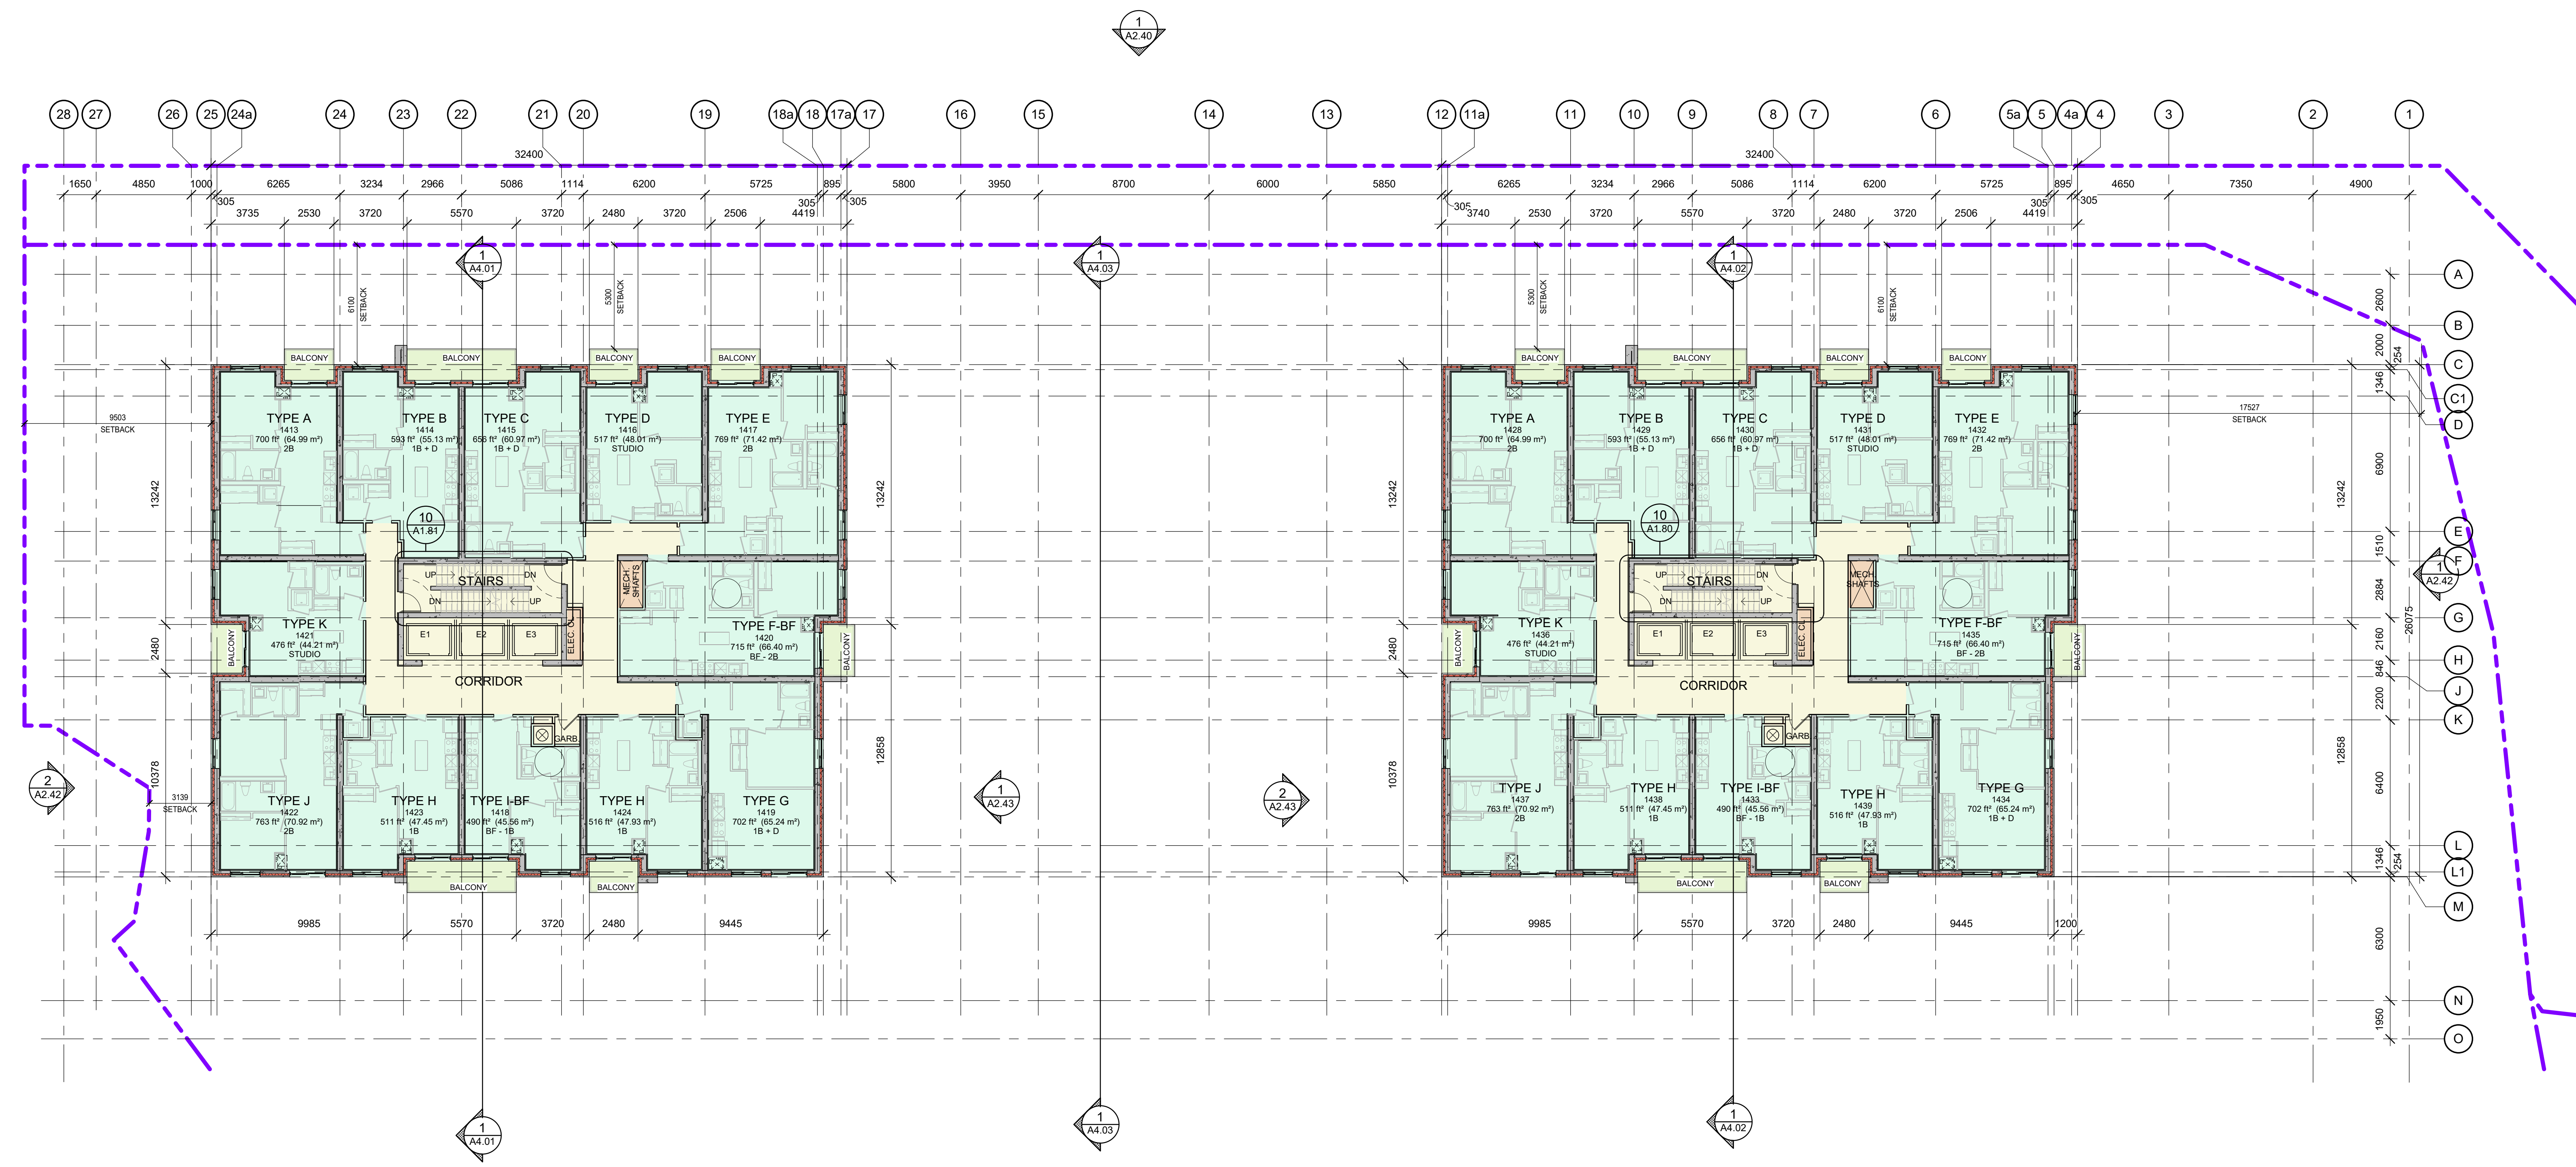 1
A2.40
28 27 26 25 24a 24 23 22 21 20 19 18a 18 17a 17 16 15 14 13 12 11a 11 10 9 8 7 6 5a 5 4a 4 3 2 1
32400 32400
1650 4850 1000 6265 3234 2966 5086 1114 6200 5725 895 5800 3950 8700 6000 5850 6265 3234 2966 5086 1114 6200 5725 895 4650 7350 4900
305 305 305 305 305 305
3735 2530 3720 5570 3720 2480 3720 2506 4419 3740 2530 3720 5570 3720 2480 3720 2506 4419
1
A4.01
1
A4.03
1
A4.02
6100
SETBACK
5300
SETBACK
5300
SETBACK
6100
SETBACK
BALCONY BALCONY BALCONY BALCONY BALCONY BALCONY BALCONY BALCONY
9503
SETBACK
17527
SETBACK
TYPE A
1413
700 ft² (64.99 m²)
2B
TYPE B
1414
593 ft² (55.13 m²)
1B + D
TYPE C
1415
656 ft² (60.97 m²)
1B + D
TYPE D
1416
517 ft² (48.01 m²)
STUDIO
TYPE E
1417
769 ft² (71.42 m²)
2B
TYPE A
1428
700 ft² (64.99 m²)
2B
TYPE B
1429
593 ft² (55.13 m²)
1B + D
TYPE C
1430
656 ft² (60.97 m²)
1B + D
TYPE D
1431
517 ft² (48.01 m²)
STUDIO
TYPE E
1432
769 ft² (71.42 m²)
2B
13242 13242 13242 13242
10
A1.81
10
A1.80
UP STAIRS DN
DN UP
MECH.
SHAFTS
E1 E2 E3
ELEC. CL.
UP STAIRS DN
DN UP
MECH.
SHAFTS
E1 E2 E3
ELEC. CL.
TYPE K
1421
476 ft² (44.21 m²)
STUDIO
TYPE F-BF
1420
715 ft² (66.40 m²)
BF - 2B
TYPE K
1436
476 ft² (44.21 m²)
STUDIO
TYPE F-BF
1435
715 ft² (66.40 m²)
BF - 2B
BALCONY BALCONY BALCONY BALCONY
2480 2480
CORRIDOR CORRIDOR
GARB. GARB.
10378 12858 10378 12858
TYPE J
1422
763 ft² (70.92 m²)
2B
TYPE H
1423
511 ft² (47.45 m²)
1B
TYPE I-BF
1418
490 ft² (45.56 m²)
BF - 1B
TYPE H
1424
516 ft² (47.93 m²)
1B
TYPE G
1419
702 ft² (65.24 m²)
1B + D
TYPE J
1437
763 ft² (70.92 m²)
2B
TYPE H
1438
511 ft² (47.45 m²)
1B
TYPE I-BF
1433
490 ft² (45.56 m²)
BF - 1B
TYPE H
1439
516 ft² (47.93 m²)
1B
TYPE G
1434
702 ft² (65.24 m²)
1B + D
2
A2.42
3139
SETBACK
1
A2.43
2
A2.43
1
A2.42
BALCONY BALCONY BALCONY BALCONY
9985 5570 3720 2480 9445 9985 5570 3720 2480 9445 1200
A
B
C
C1
D
E
F
G
H
J
K
L
L1
M
N
O
2600
2000
254
1346
6900
1510
2884
26075
2160
846
2200
6400
1346
254
6300
1950
1
A4.01
1
A4.03
1
A4.02